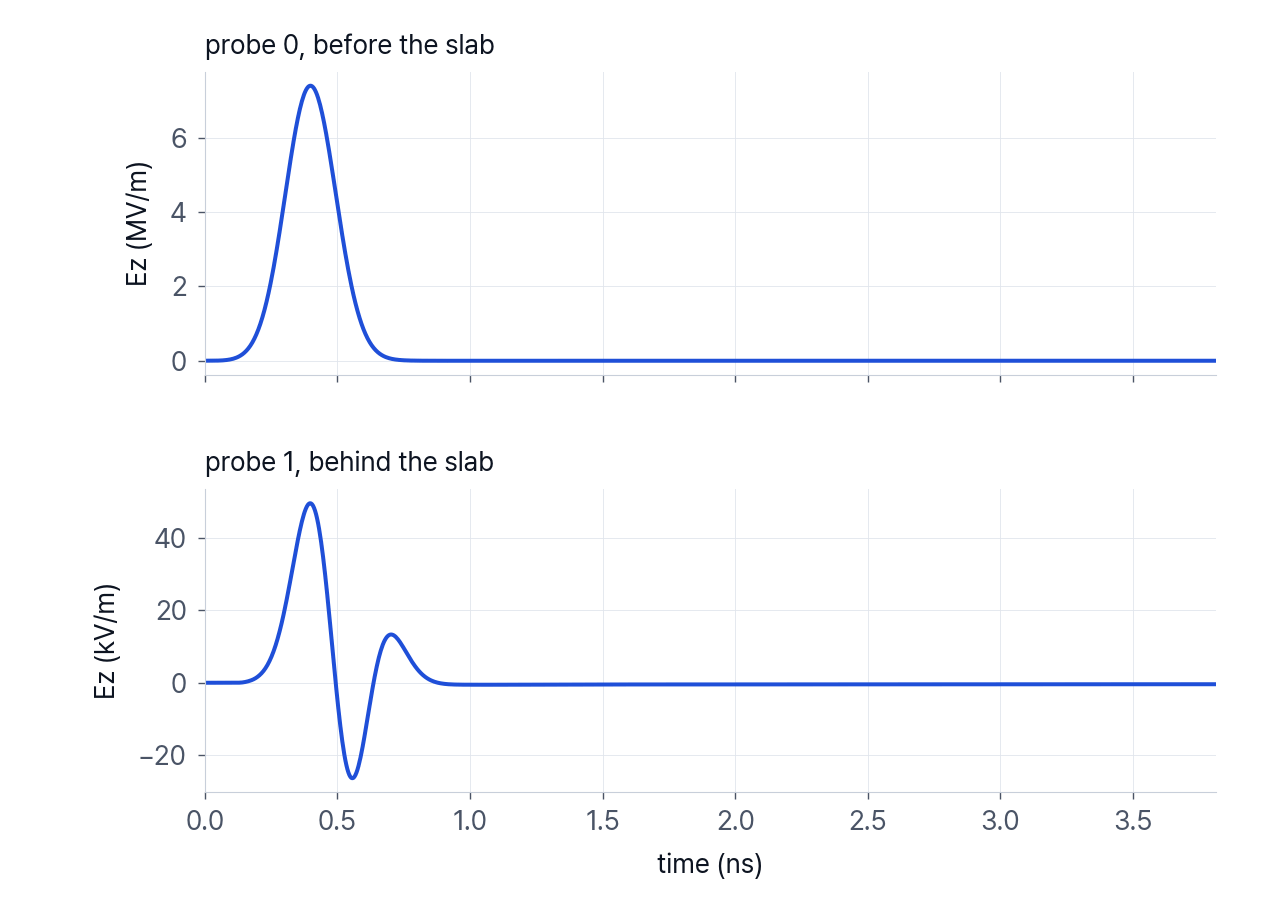 probe 0, before the slab
6
4
2
0
Ez (MV/m)
probe 1, behind the slab
40
20
0
−20
Ez (kV/m)
0.0 0.5 1.0 1.5 2.0 2.5 3.0 3.5
time (ns)